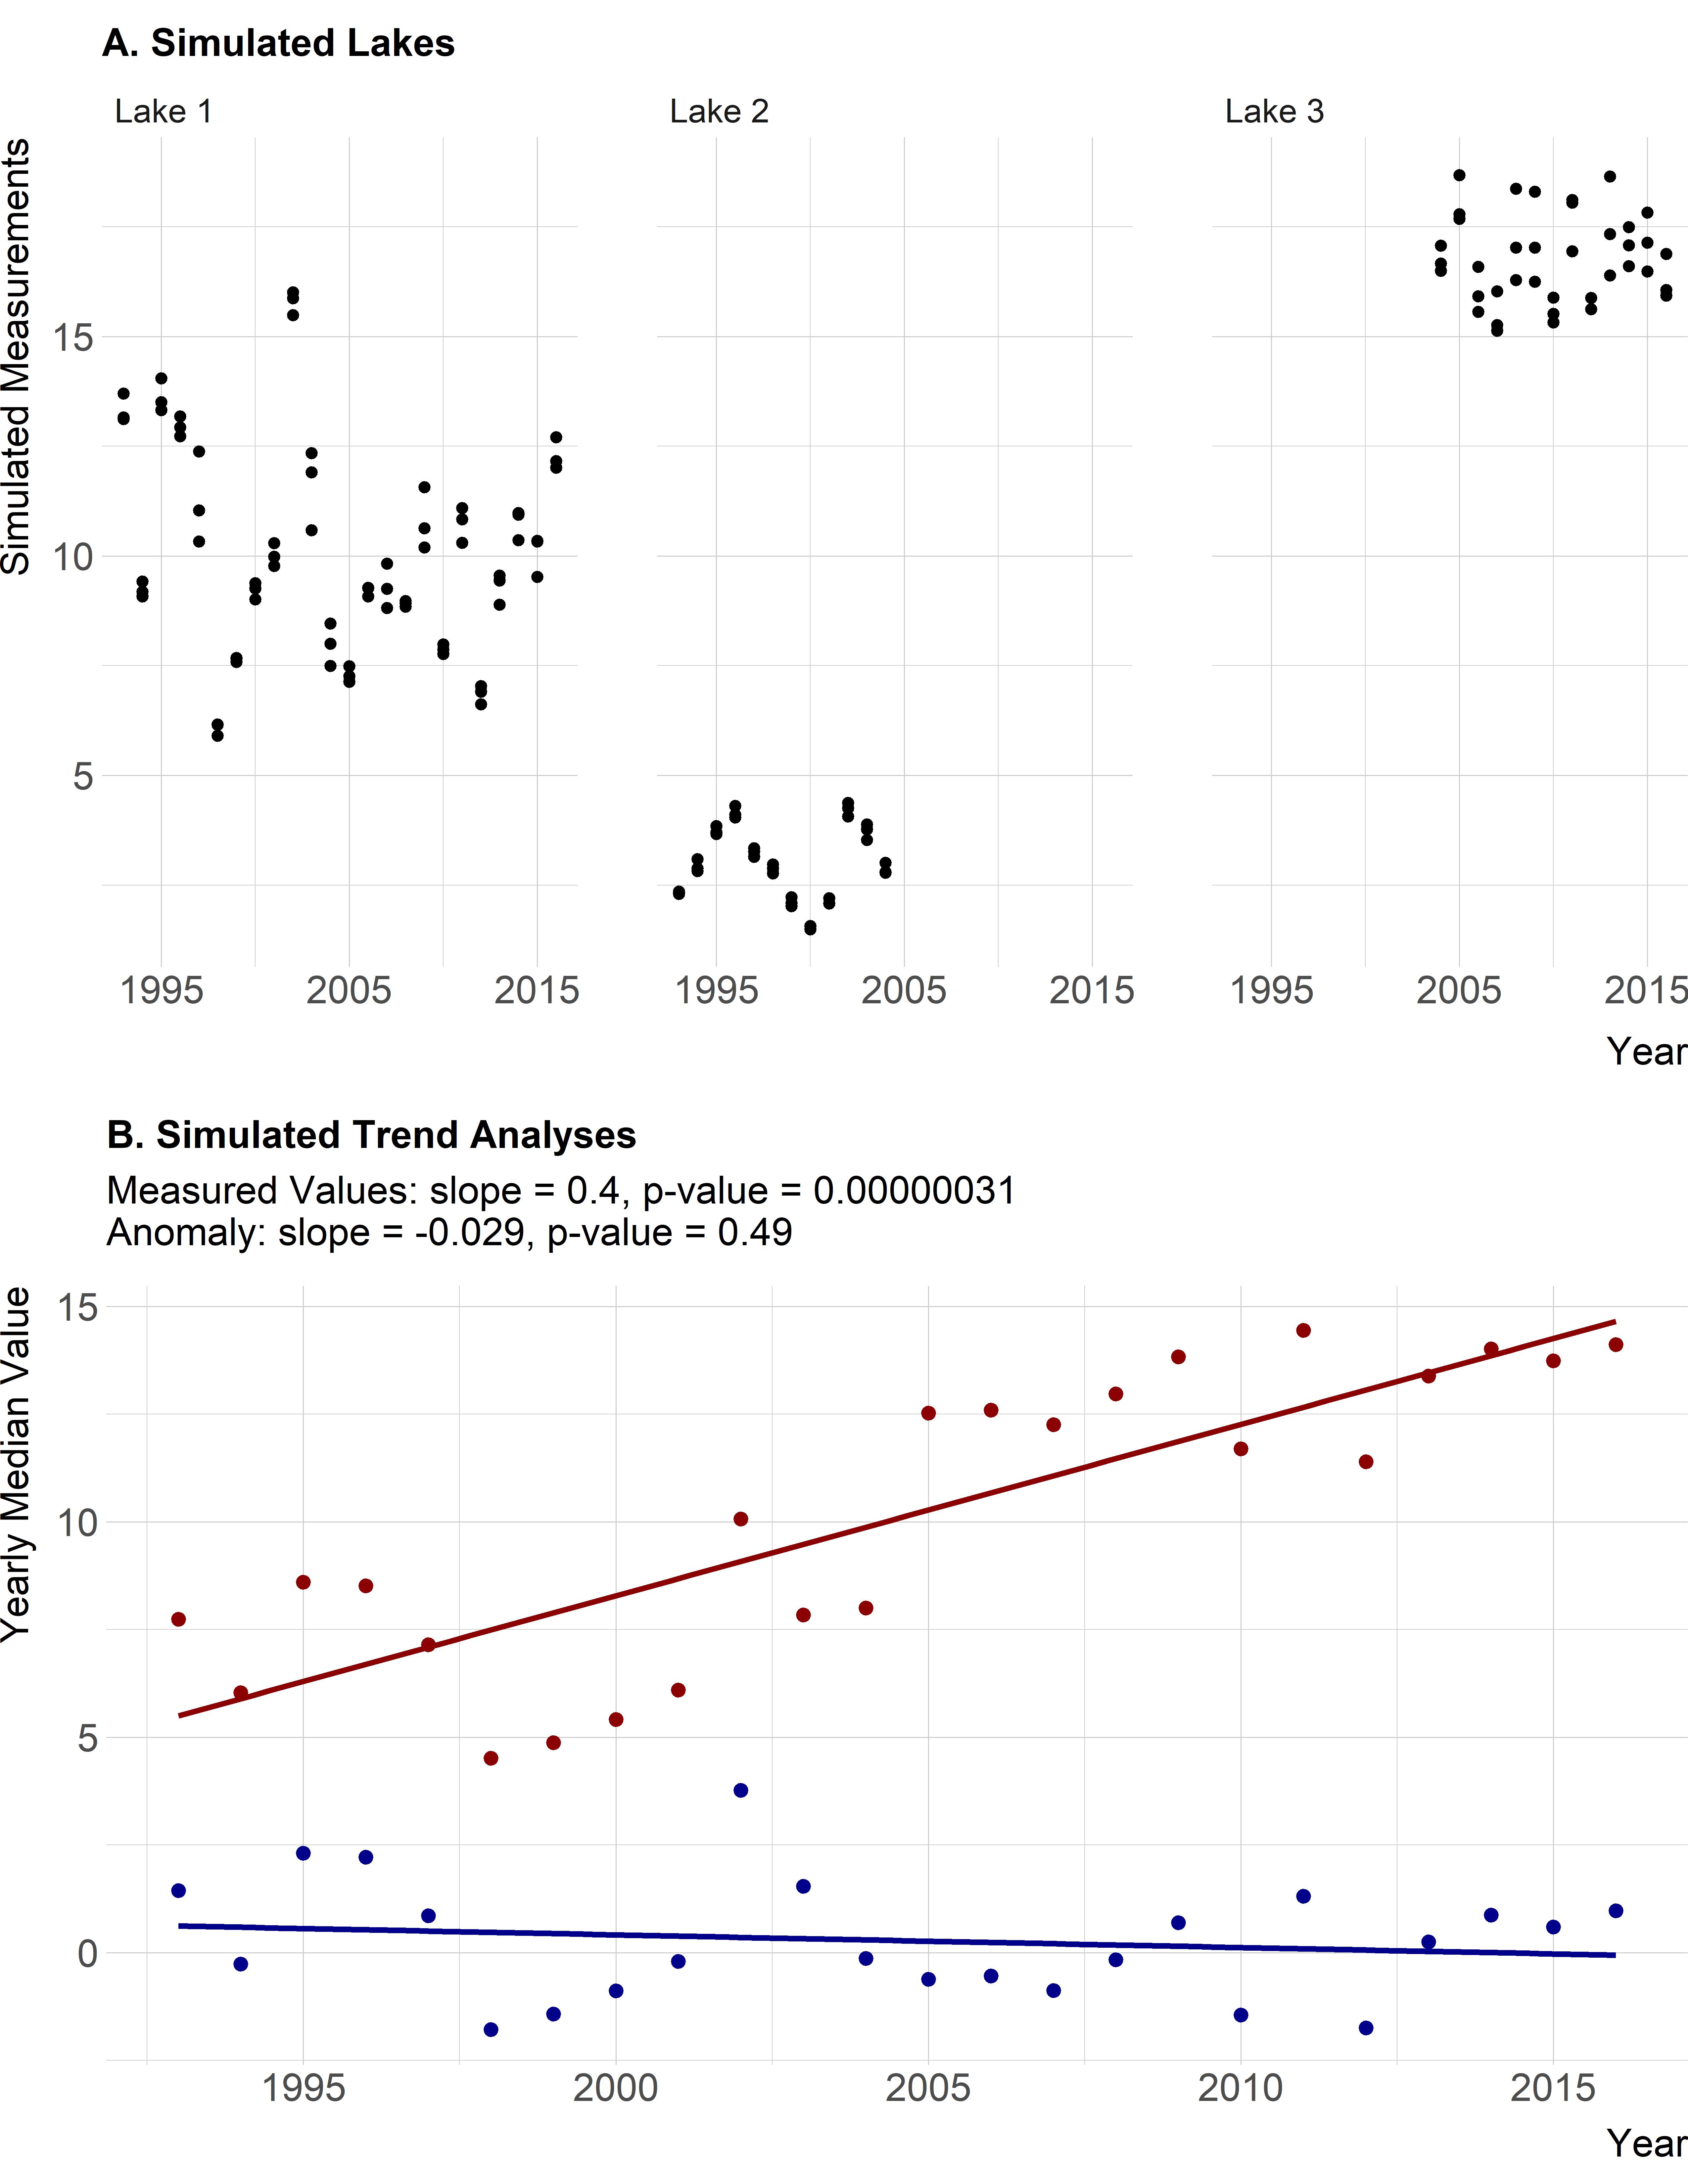 A. Simulated Lakes
Lake 1 Lake 2 Lake 3
Simulated Measurements
15
10
5
1995 2005 2015 1995 2005 2015 1995 2005 2015
Year
B. Simulated Trend Analyses
Measured Values: slope = 0.4, p-value = 0.00000031
Anomaly: slope = -0.029, p-value = 0.49
Yearly Median Value
15
10
5
0
1995 2000 2005 2010 2015
Year